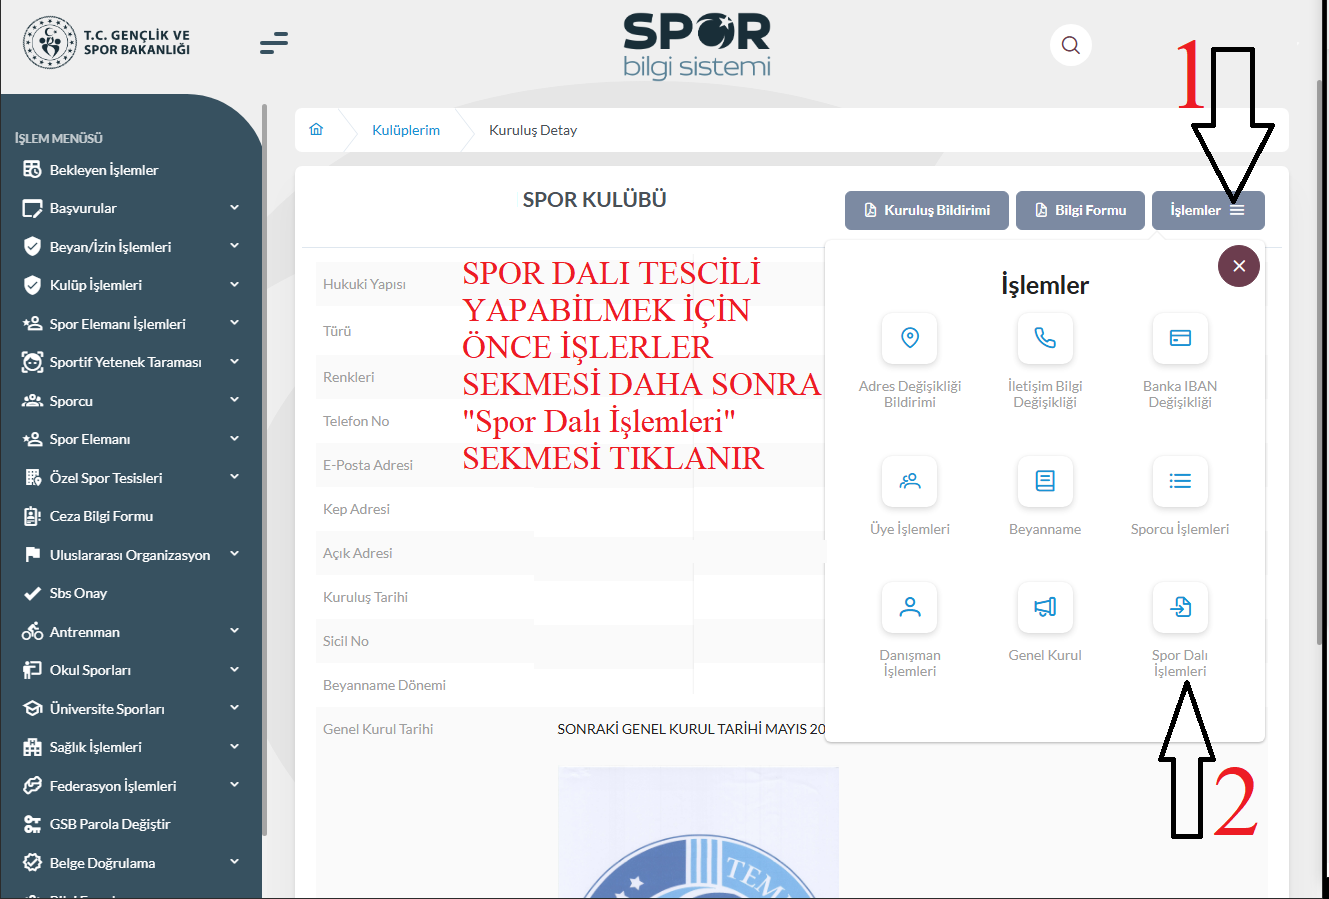 T.C. GENÇLİK VE
SPOR BAKANLIĞI
SPOR
bilgi sistemi
1
İŞLEM MENÜSÜ
Bekleyen İşlemler
Başvurular
Beyan/İzin İşlemleri
Kulüp İşlemleri
Spor Elemanı İşlemleri
Sportif Yetenek Taraması
Sporcu
Spor Elemanı
Özel Spor Tesisleri
Ceza Bilgi Formu
Uluslararası Organizasyon
Sbs Onay
Antrenman
Okul Sporları
Üniversite Sporları
Sağlık İşlemleri
Federasyon İşlemleri
GSB Parola Değiştir
Belge Doğrulama
Kulüplerim
Kuruluş Detay
SPOR KULÜBÜ
Kuruluş Bildirimi
Bilgi Formu
İşlemler
Hukuki Yapısı
Türü
Renkleri
Telefon No
E-Posta Adresi
Kep Adresi
Açık Adresi
Kuruluş Tarihi
Sicil No
Beyanname Dönemi
Genel Kurul Tarihi
SONRAKİ GENEL KURUL TARİHİ MAYIS 20
SPOR DALI TESCİLİ
YAPABİLMEK İÇİN
ÖNCE İŞLERLER
SEKMESİ DAHA SONRA
"Spor Dalı İşlemleri"
SEKMESİ TIKLANIR
İşlemler
Adres Değişikliği
Bildirimi
İletişim Bilgi
Değişikliği
Banka IBAN
Değişikliği
Üye İşlemleri
Beyanname
Sporcu İşlemleri
Danışman
İşlemleri
Genel Kurul
Spor Dalı
İşlemleri
2
TEM